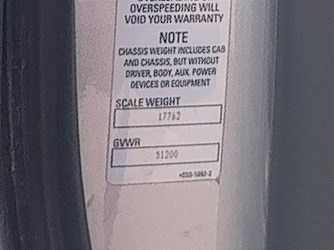 OVERSPEEDING WILL
VOID YOUR WARRANTY
NOTE
CHASSIS WEIGHT INCLUDES CAB
AND CHASSIS, BUT WITHOUT
DRIVER, BODY, AUX. POWER
DEVICES OR EQUIPMENT
SCALE WEIGHT
17762
GVWR
51200